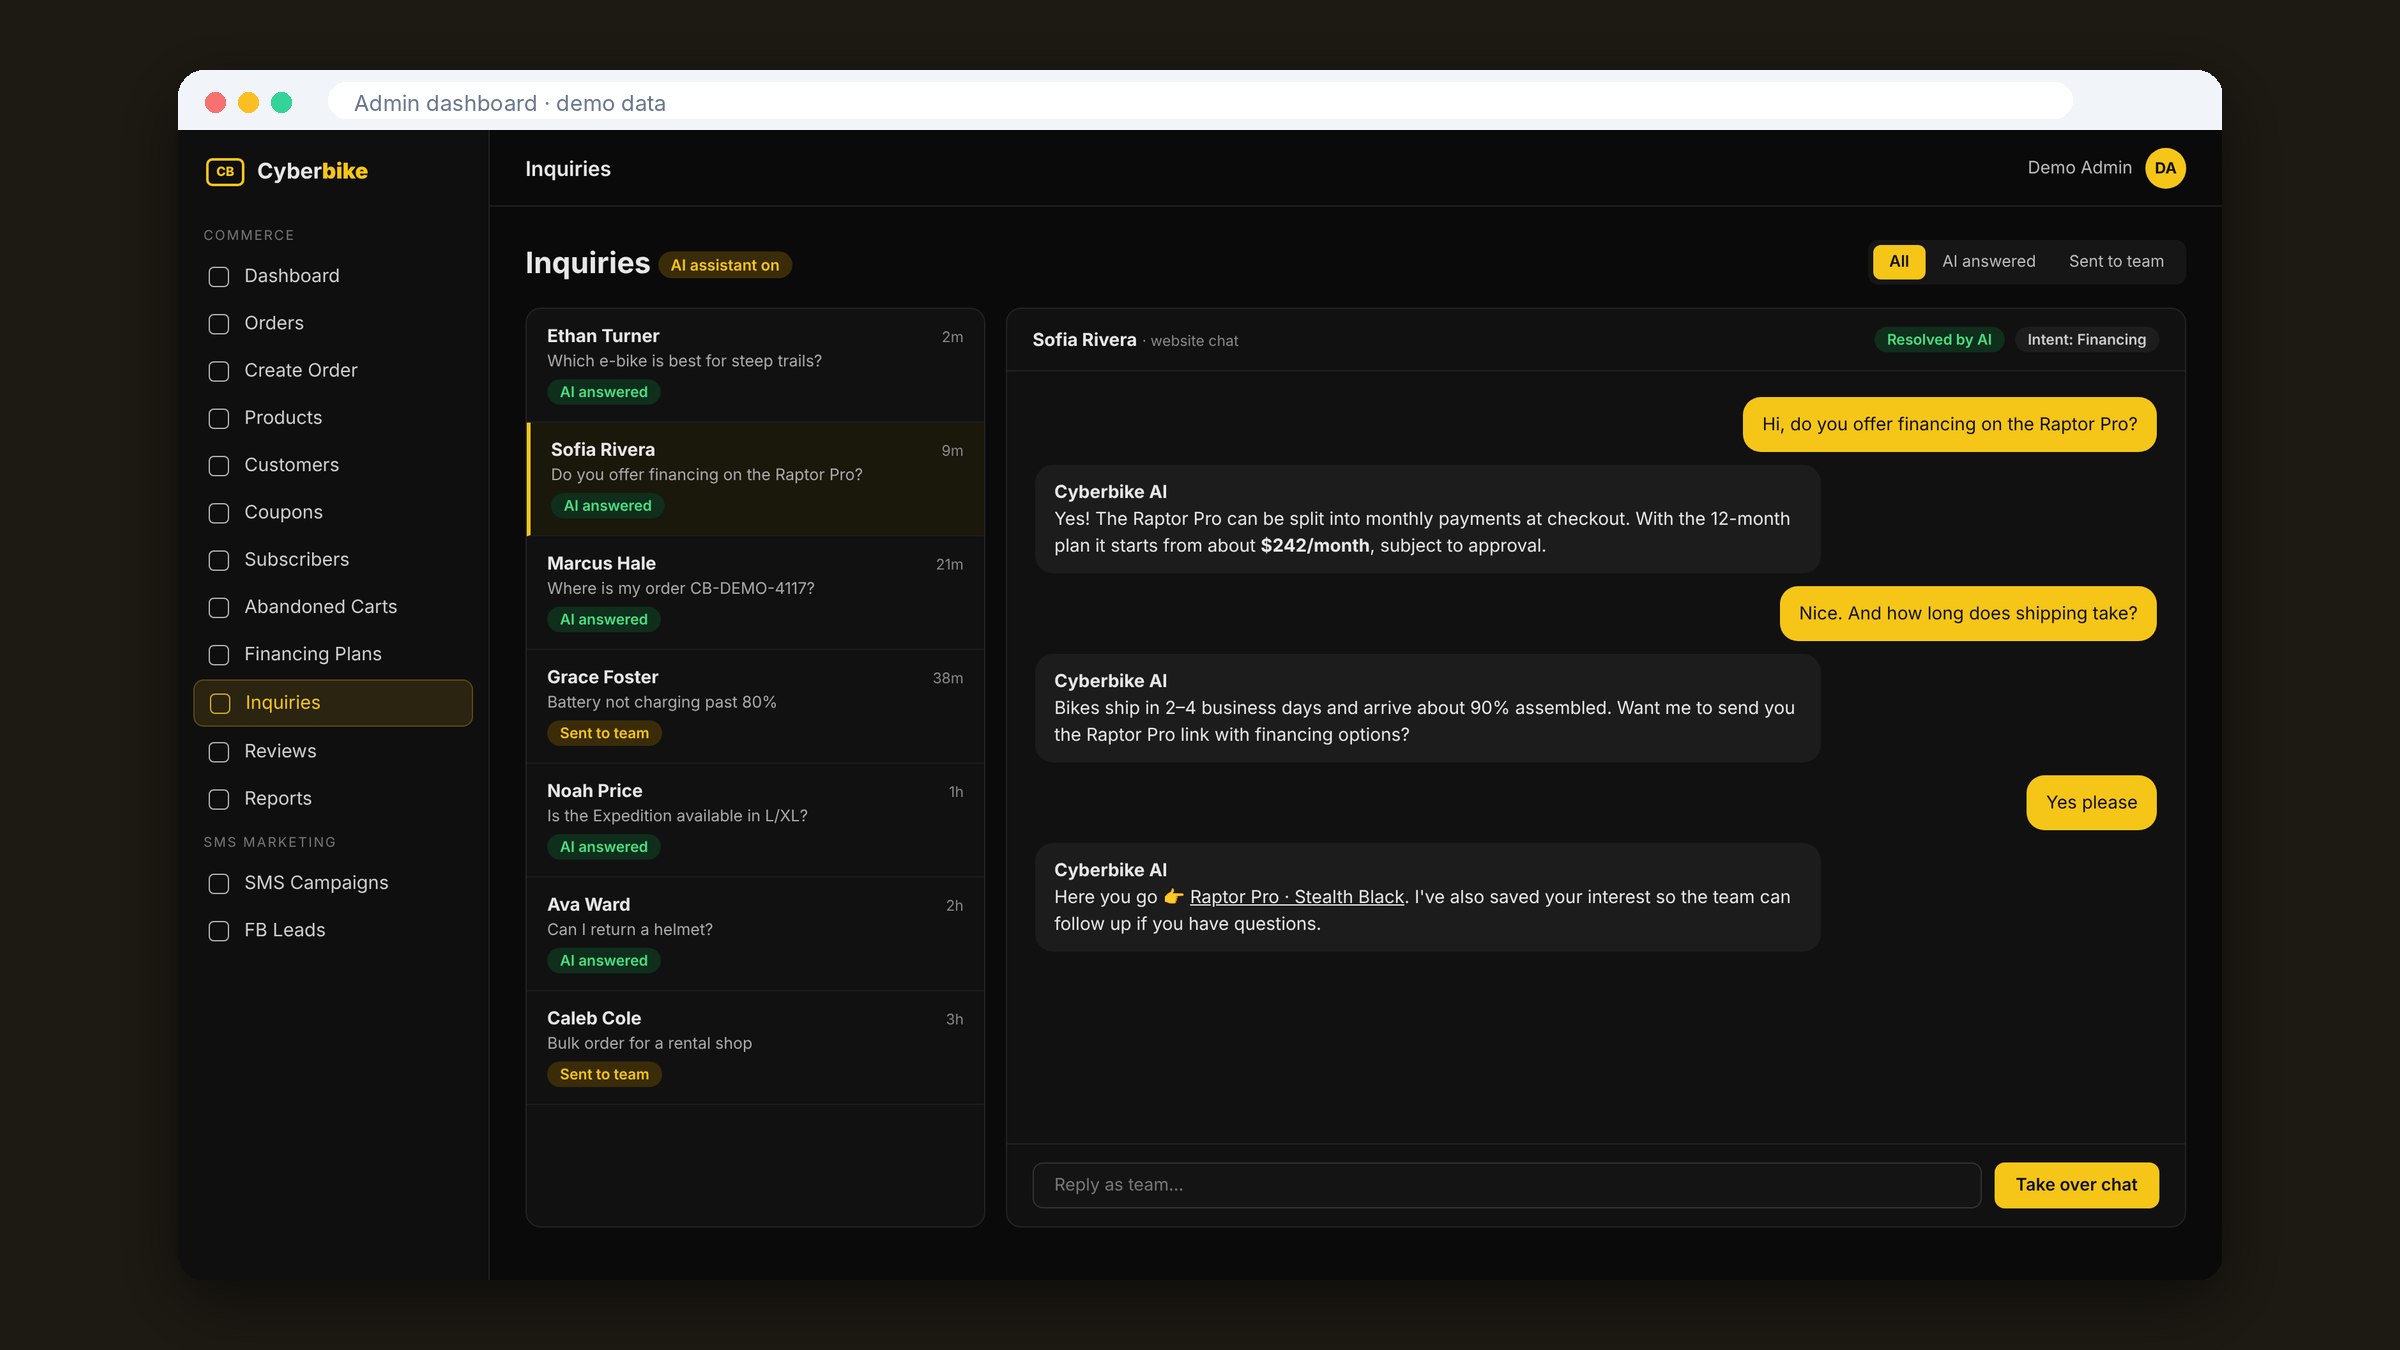 Admin dashboard · demo data
CB Cyberbike
COMMERCE
Dashboard
Orders
Create Order
Products
Customers
Coupons
Subscribers
Abandoned Carts
Financing Plans
Inquiries
Reviews
Reports
SMS MARKETING
SMS Campaigns
FB Leads
Inquiries
Demo Admin DA
Inquiries AI assistant on
All AI answered Sent to team
Ethan Turner 2m
Which e-bike is best for steep trails?
AI answered
Sofia Rivera 9m
Do you offer financing on the Raptor Pro?
AI answered
Marcus Hale 21m
Where is my order CB-DEMO-4117?
AI answered
Grace Foster 38m
Battery not charging past 80%
Sent to team
Noah Price 1h
Is the Expedition available in L/XL?
AI answered
Ava Ward 2h
Can I return a helmet?
AI answered
Caleb Cole 3h
Bulk order for a rental shop
Sent to team
Sofia Rivera · website chat Resolved by AI Intent: Financing
Hi, do you offer financing on the Raptor Pro?
Cyberbike AI
Yes! The Raptor Pro can be split into monthly payments at checkout. With the 12-month
plan it starts from about $242/month, subject to approval.
Nice. And how long does shipping take?
Cyberbike AI
Bikes ship in 2–4 business days and arrive about 90% assembled. Want me to send you
the Raptor Pro link with financing options?
Yes please
Cyberbike AI
Here you go 👉 Raptor Pro · Stealth Black. I've also saved your interest so the team can
follow up if you have questions.
Reply as team... Take over chat